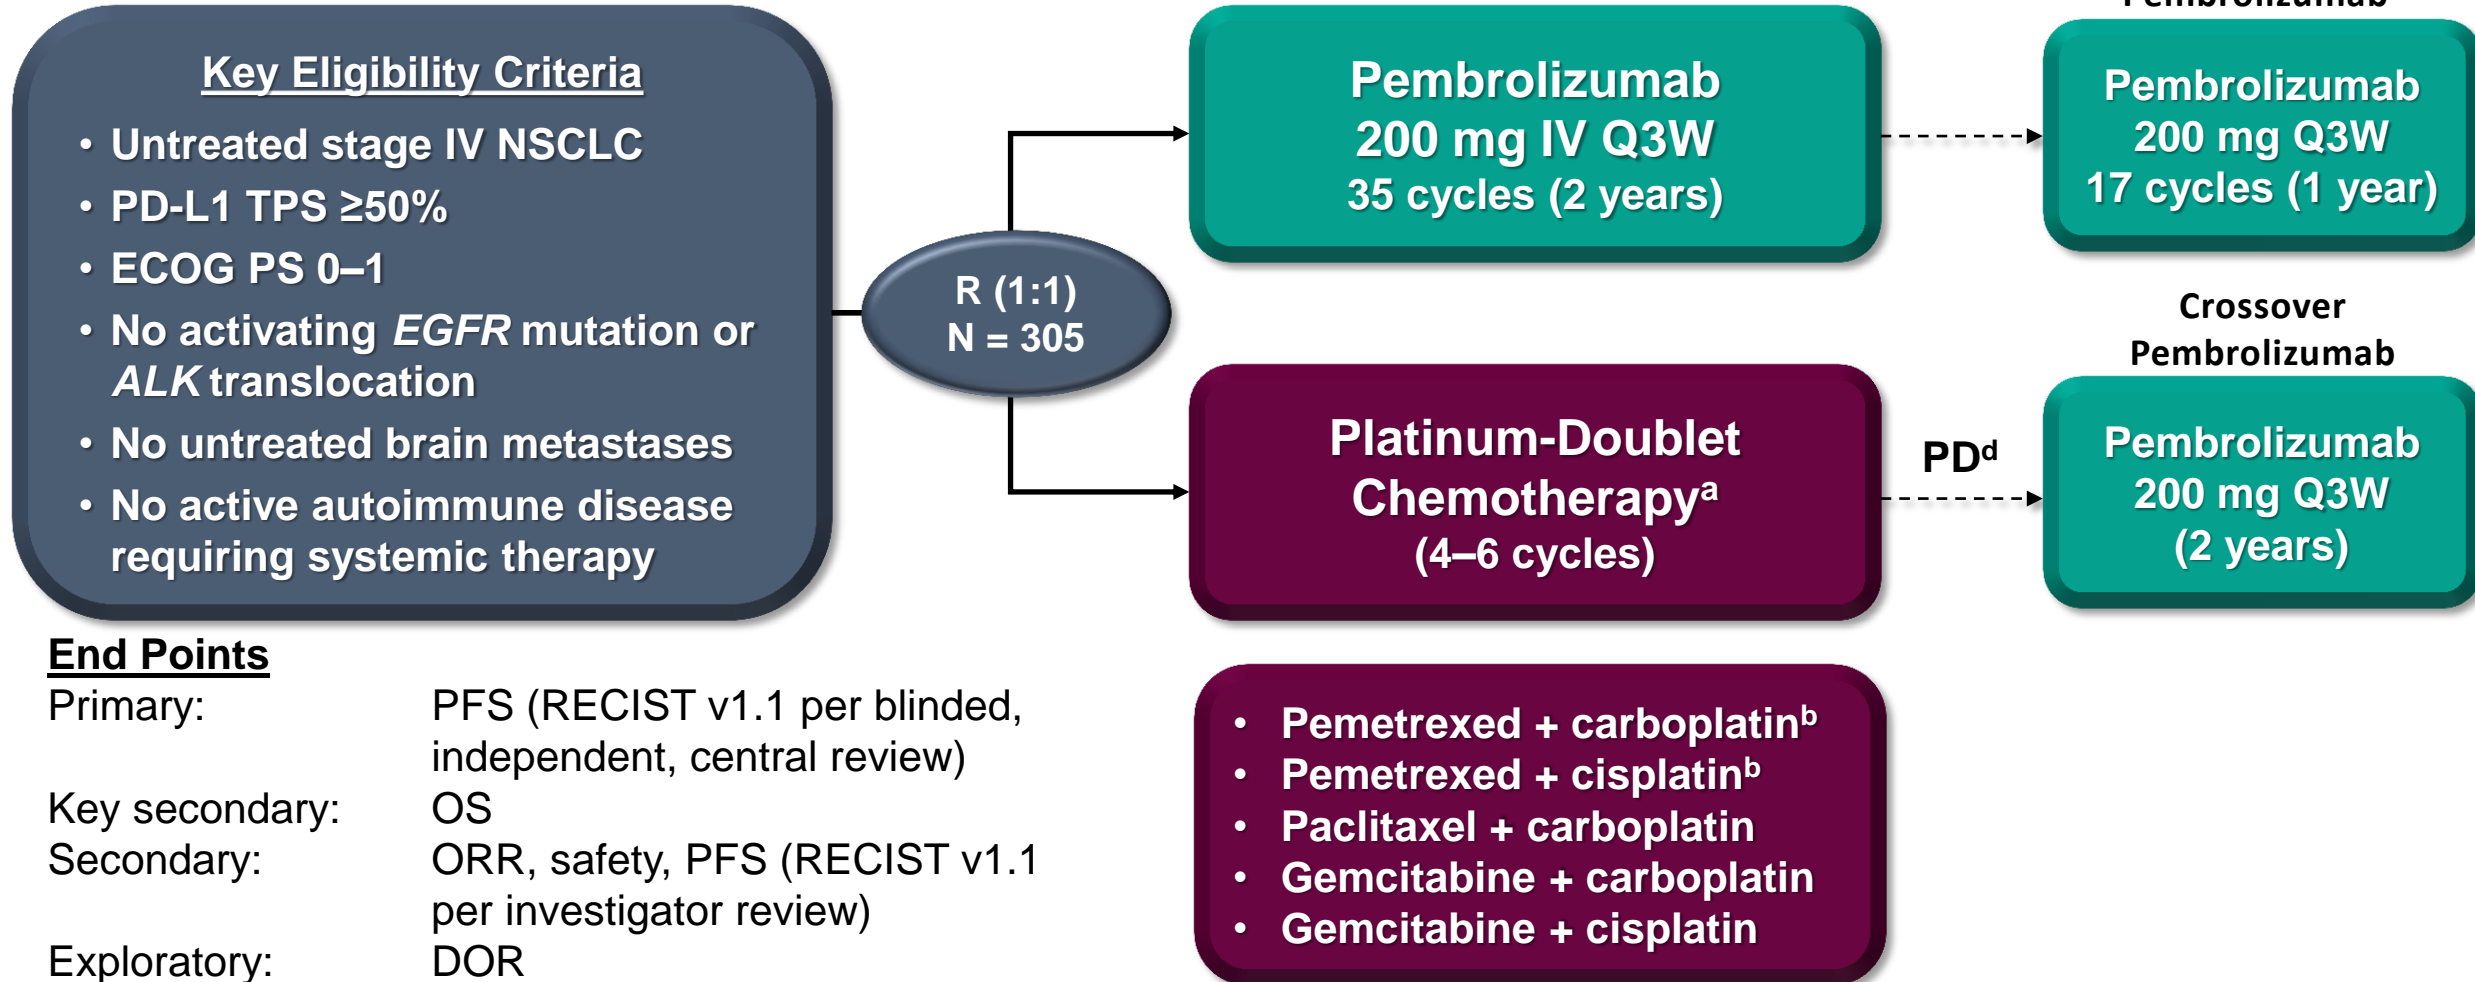 Key Eligibility Criteria
• Untreated stage IV NSCLC
• PD-L1 TPS ≥50%
• ECOG PS 0–1
• No activating EGFR mutation or
ALK translocation
• No untreated brain metastases
• No active autoimmune disease
requiring systemic therapy
R (1:1)
N = 305
Pembrolizumab
200 mg IV Q3W
35 cycles (2 years)
Pembrolizumab
Pembrolizumab
200 mg Q3W
17 cycles (1 year)
Platinum-Doublet
Chemotherapyᵃ
(4–6 cycles)
PDᵈ
Crossover
Pembrolizumab
Pembrolizumab
200 mg Q3W
(2 years)
• Pemetrexed + carboplatinᵇ
• Pemetrexed + cisplatinᵇ
• Paclitaxel + carboplatin
• Gemcitabine + carboplatin
• Gemcitabine + cisplatin
End Points
Primary: PFS (RECIST v1.1 per blinded,
independent, central review)
Key secondary: OS
Secondary: ORR, safety, PFS (RECIST v1.1
per investigator review)
Exploratory: DOR